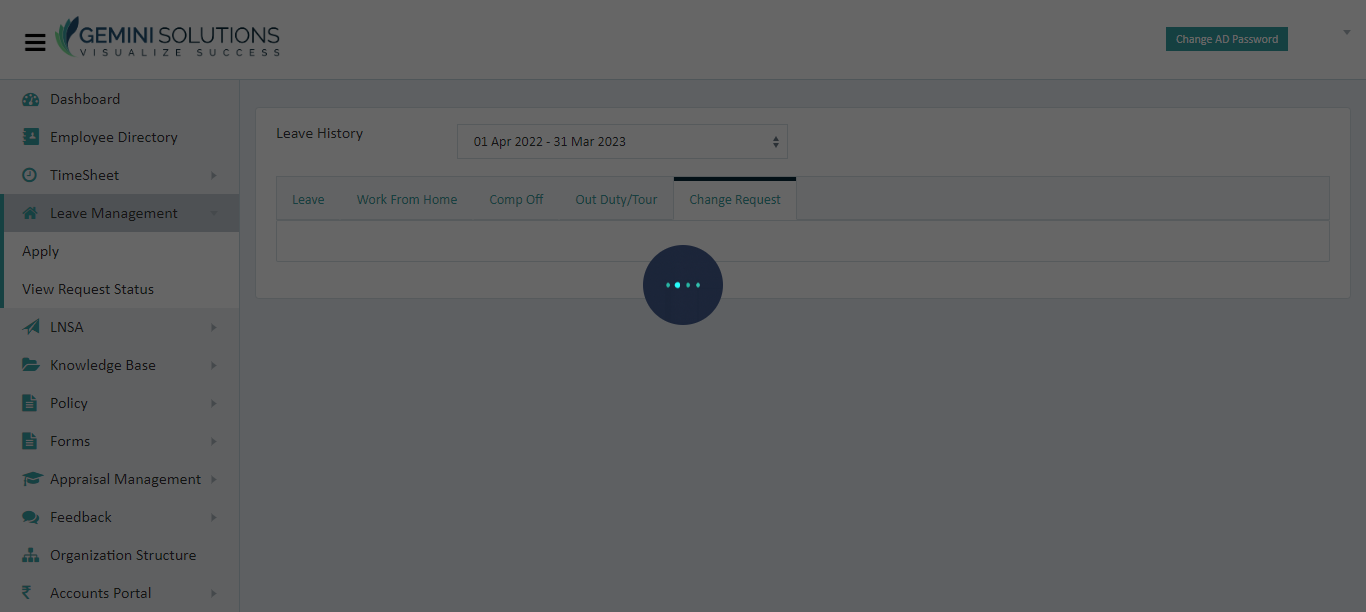 GEMINI SOLUTIONS
VISUALIZE SUCCESS
Change AD Password
Dashboard
Employee Directory
TimeSheet
Leave Management
Apply
View Request Status
LNSA
Knowledge Base
Policy
Forms
Appraisal Management
Feedback
Organization Structure
₹ Accounts Portal
Leave History
01 Apr 2022 - 31 Mar 2023
Leave Work From Home Comp Off Out Duty/Tour Change Request